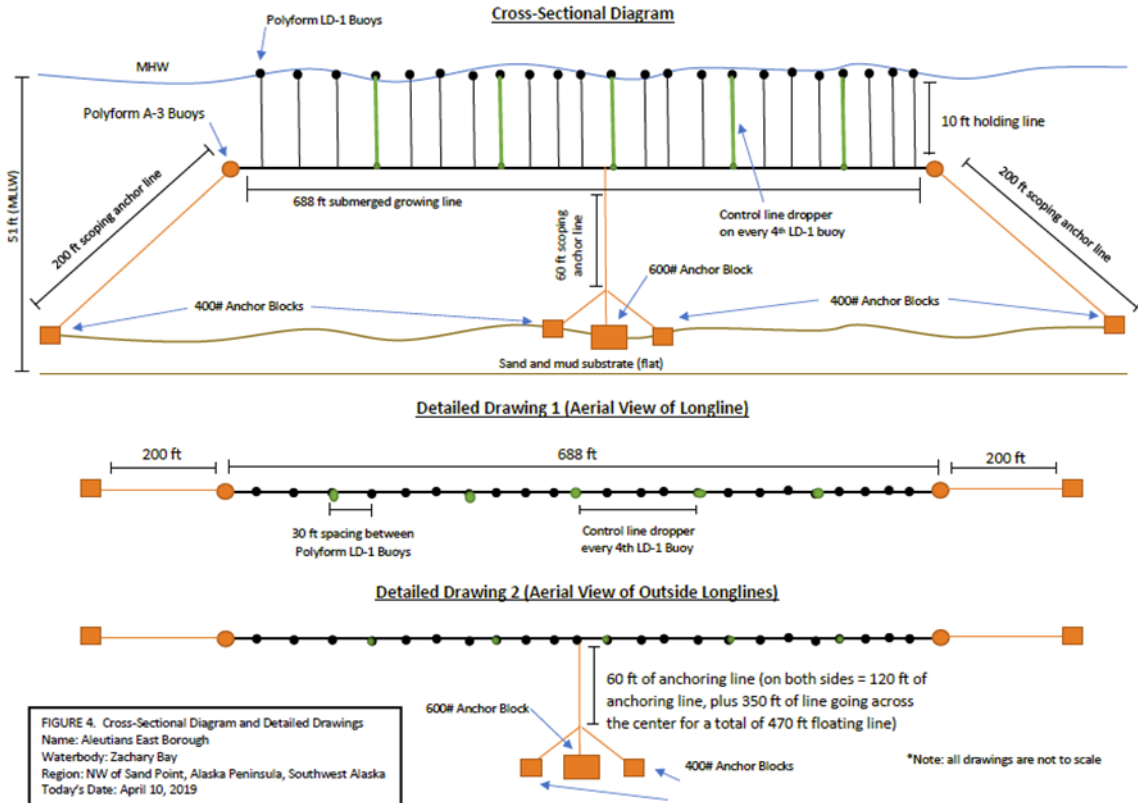 Cross-Sectional Diagram
Polyform LD-1 Buoys
MHW
Polyform A-3 Buoys
10 ft holding line
51 ft (MLLW)
200 ft scoping anchor line
688 ft submerged growing line
60 ft scoping
anchor line
Control line dropper
on every 4th LD-1 buoy
200 ft scoping anchor line
600# Anchor Block
400# Anchor Blocks
400# Anchor Blocks
Sand and mud substrate (flat)
Detailed Drawing 1 (Aerial View of Longline)
200 ft
688 ft
200 ft
30 ft spacing between
Polyform LD-1 Buoys
Control line dropper
every 4th LD-1 Buoy
Detailed Drawing 2 (Aerial View of Outside Longlines)
60 ft of anchoring line (on both sides = 120 ft of
anchoring line, plus 350 ft of line going across
the center for a total of 470 ft floating line)
600# Anchor Block
400# Anchor Blocks
*Note: all drawings are not to scale
FIGURE 4. Cross-Sectional Diagram and Detailed Drawings
Name: Aleutians East Borough
Waterbody: Zachary Bay
Region: NW of Sand Point, Alaska Peninsula, Southwest Alaska
Today's Date: April 10, 2019